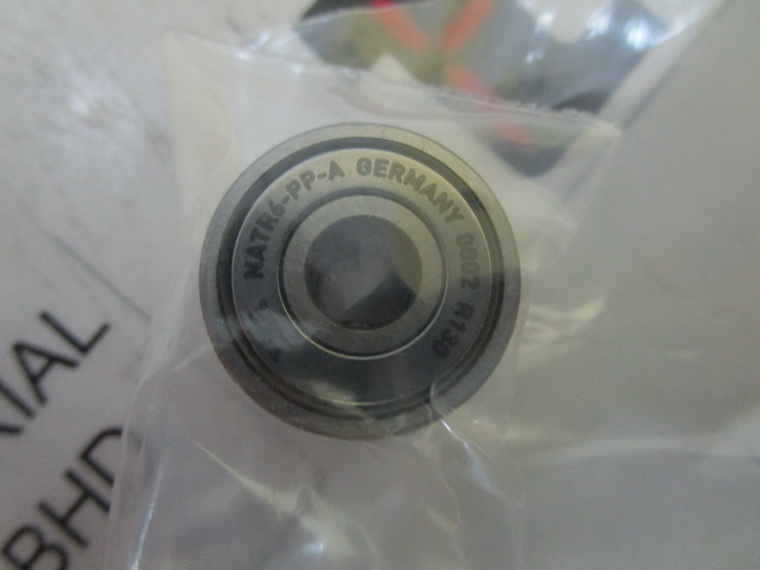 NATR6-PP-A GERMANY 0002 R130
IAL
BHD